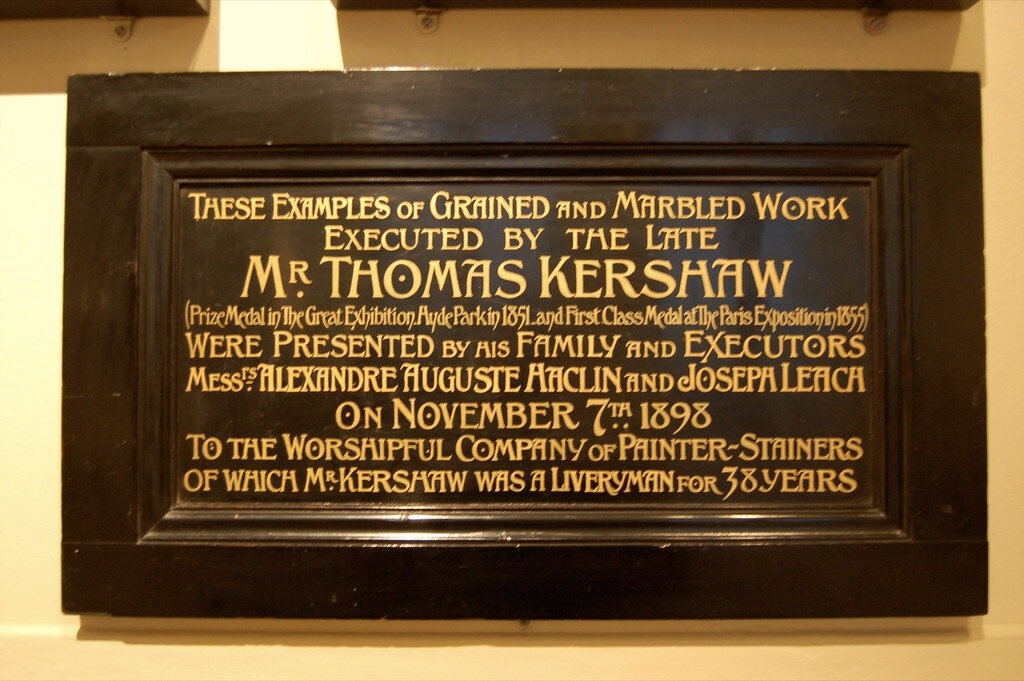 THESE EXAMPLES OF GRAINED AND MARBLED WORK
EXECUTED BY THE LATE
MR. THOMAS KERSHAW
(Prize Medal in The Great Exhibition. Hyde Park in 1851. and First Class Medal at The Paris Exposition in 1855)
WERE PRESENTED BY HIS FAMILY AND EXECUTORS
MESSRS ALEXANDRE AUGUSTE HACLIN AND JOSEPH LEACH
ON NOVEMBER 7TH 1898
TO THE WORSHIPFUL COMPANY OF PAINTER-STAINERS
OF WHICH MR. KERSHAW WAS A LIVERYMAN FOR 38 YEARS